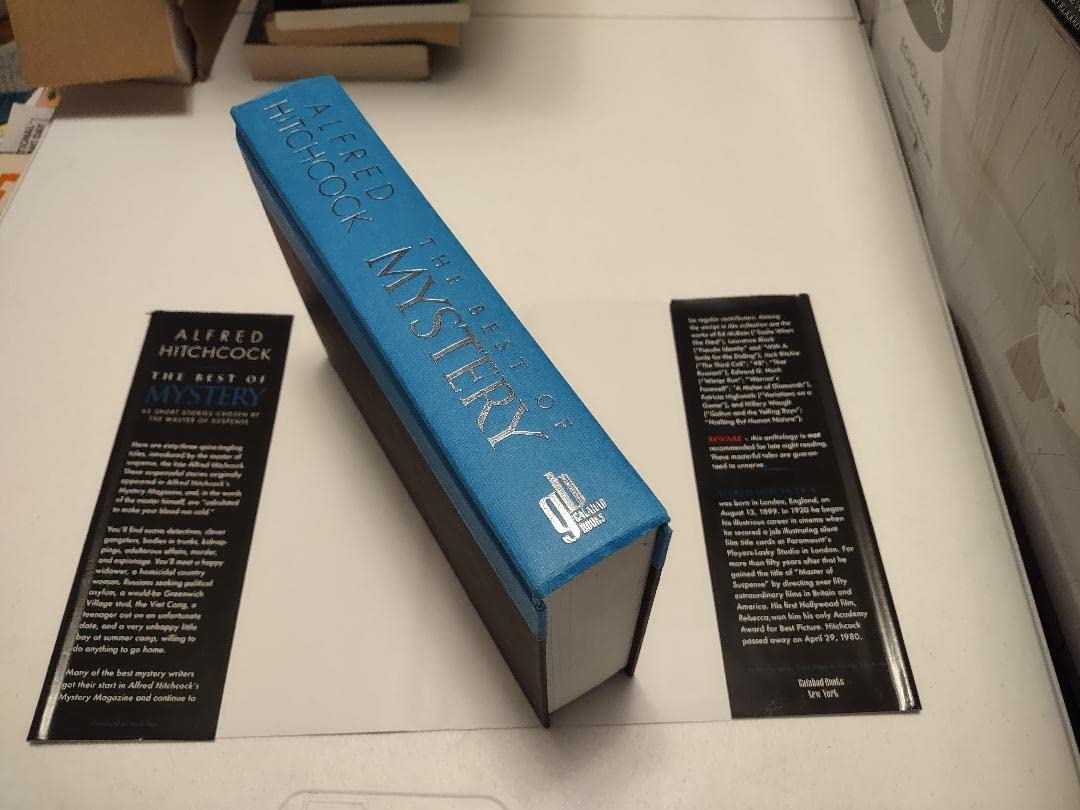 ALFRED
HITCHCOCK
THE BEST OF
MYSTERY
gb
GALAHAD
BOOKS
ALFRED
HITCHCOCK
THE BEST OF
MYSTERY
63 SHORT STORIES CHOSEN BY
THE MASTER OF SUSPENSE
Here are sixty-three spine-tingling
tales, introduced by the master of
suspense, the late Alfred Hitchcock.
These suspenseful stories originally
appeared in Alfred Hitchcock's
Mystery Magazine, and, in the words
of the master himself, are "calculated
to make your blood run cold."
You'll find suave detectives, clever
gangsters, bodies in trunks, kidnap-
pings, adulterous affairs, murder,
and espionage. You'll meet a happy
widower, a homicidal country
woman, Russians seeking political
asylum, a would-be Greenwich
Village stud, the Viet Cong, a
teenager out on an unfortunate
date, and a very unhappy little
boy at summer camp, willing to
do anything to go home.
Many of the best mystery writers
got their start in Alfred Hitchcock's
Mystery Magazine and continue to
be regular contributors. Among
the stories in this collection are the
works of Ed McBain ("Sadie When
She Died"), Lawrence Block
("Pseudo Identity" and "With A
Smile for the Ending"), Jack Ritchie
("The Third Call"; "#8"; "That
Russian!"), Edward D. Hoch
("Winter Run"; "Warrior's
Farewell"; "A Melee of Diamonds"),
Patricia Highsmith ("Variations on a
Game"), and Hillary Waugh
("Galton and the Yelling Boys";
"Nothing But Human Nature").
BEWARE – this anthology is not
recommended for late night reading.
These masterful tales are guaran-
teed to unnerve.
was born in London, England, on
August 13, 1899. In 1920 he began
his illustrious career in cinema when
he secured a job illustrating silent
film title cards at Paramount's
Players-Lasky Studio in London. For
more than fifty years after that he
gained the title of "Master of
Suspense" by directing over fifty
extraordinary films in Britain and
America. His first Hollywood film,
Rebecca, won him his only Academy
Award for Best Picture. Hitchcock
passed away on April 29, 1980.
Galahad Books
New York